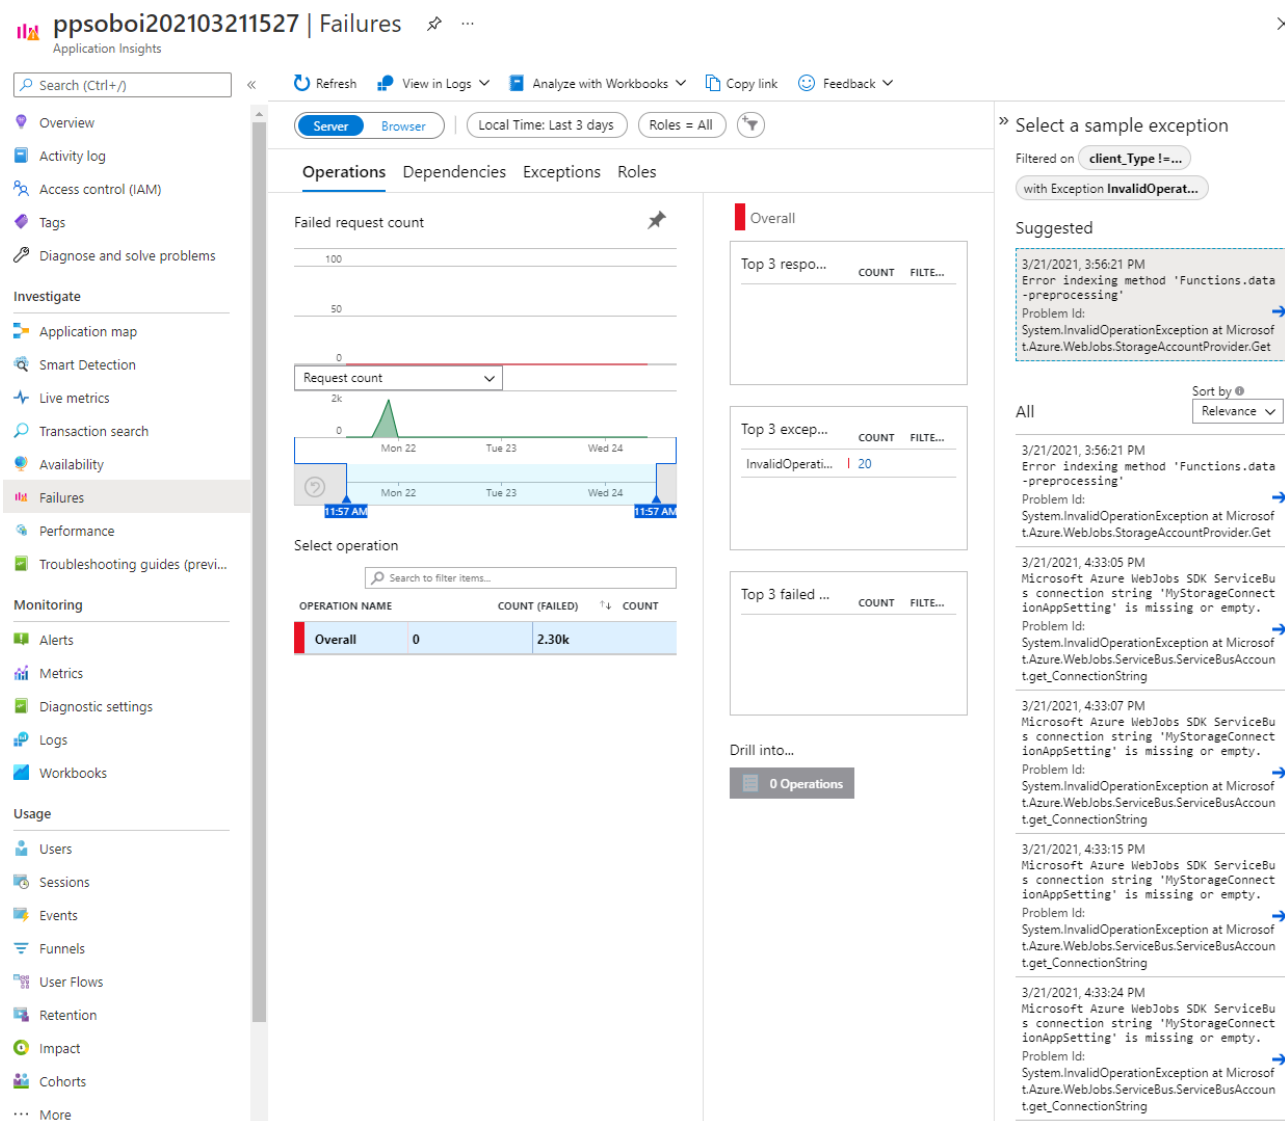 ppsoboi202103211527 | Failures
Application Insights
Search (Ctrl+/)
Overview
Activity log
Access control (IAM)
Tags
Diagnose and solve problems
Investigate
Application map
Smart Detection
Live metrics
Transaction search
Availability
Failures
Performance
Troubleshooting guides (previ...
Monitoring
Alerts
Metrics
Diagnostic settings
Logs
Workbooks
Usage
Users
Sessions
Events
Funnels
User Flows
Retention
Impact
Cohorts
More
Refresh View in Logs Analyze with Workbooks Copy link Feedback
Server Browser Local Time: Last 3 days Roles = All
Operations Dependencies Exceptions Roles
Failed request count
100
50
0
Request count
2k
0
Mon 22 Tue 23 Wed 24
Mon 22 Tue 23 Wed 24
11:57 AM 11:57 AM
Select operation
Search to filter items...
OPERATION NAME COUNT (FAILED) COUNT
Overall 0 2.30k
Overall
Top 3 respo... COUNT FILTE...
Top 3 excep... COUNT FILTE...
InvalidOperati... 20
Top 3 failed ... COUNT FILTE...
Drill into...
0 Operations
Select a sample exception
Filtered on client_Type !=...
with Exception InvalidOperat...
Suggested
3/21/2021, 3:56:21 PM
Error indexing method 'Functions.data
-preprocessing'
Problem Id:
System.InvalidOperationException at Microsof
t.Azure.WebJobs.StorageAccountProvider.Get
Sort by
All Relevance
3/21/2021, 3:56:21 PM
Error indexing method 'Functions.data
-preprocessing'
Problem Id:
System.InvalidOperationException at Microsof
t.Azure.WebJobs.StorageAccountProvider.Get
3/21/2021, 4:33:05 PM
Microsoft Azure WebJobs SDK ServiceBu
s connection string 'MyStorageConnect
ionAppSetting' is missing or empty.
Problem Id:
System.InvalidOperationException at Microsof
t.Azure.WebJobs.ServiceBus.ServiceBusAccoun
t.get_ConnectionString
3/21/2021, 4:33:07 PM
Microsoft Azure WebJobs SDK ServiceBu
s connection string 'MyStorageConnect
ionAppSetting' is missing or empty.
Problem Id:
System.InvalidOperationException at Microsof
t.Azure.WebJobs.ServiceBus.ServiceBusAccoun
t.get_ConnectionString
3/21/2021, 4:33:15 PM
Microsoft Azure WebJobs SDK ServiceBu
s connection string 'MyStorageConnect
ionAppSetting' is missing or empty.
Problem Id:
System.InvalidOperationException at Microsof
t.Azure.WebJobs.ServiceBus.ServiceBusAccoun
t.get_ConnectionString
3/21/2021, 4:33:24 PM
Microsoft Azure WebJobs SDK ServiceBu
s connection string 'MyStorageConnect
ionAppSetting' is missing or empty.
Problem Id:
System.InvalidOperationException at Microsof
t.Azure.WebJobs.ServiceBus.ServiceBusAccoun
t.get_ConnectionString